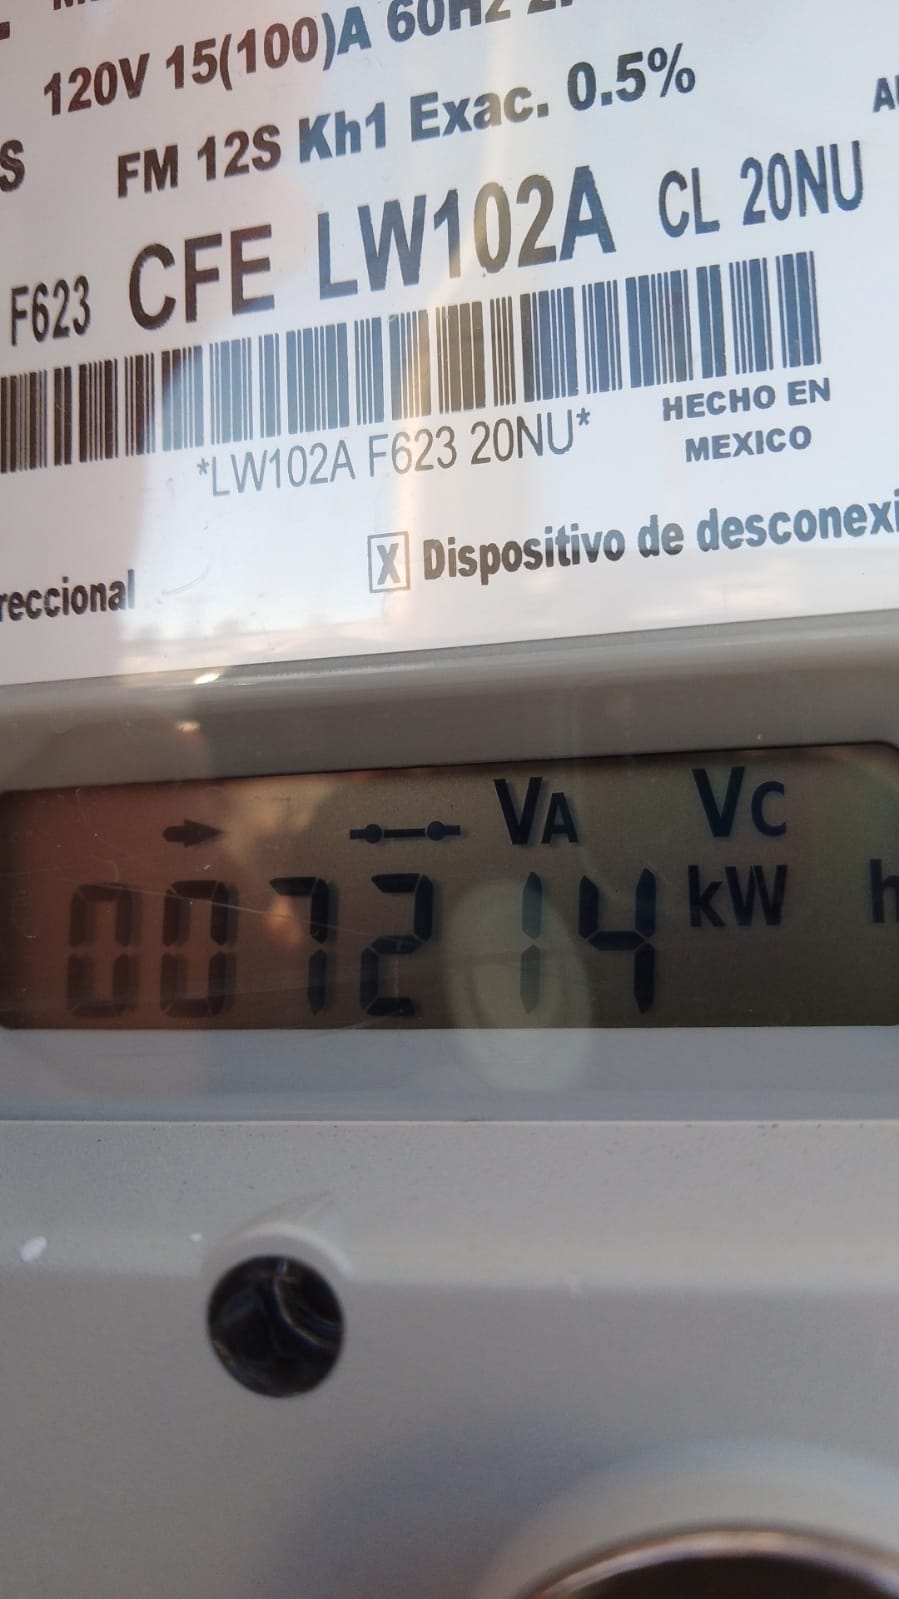 120V 15(100)A 60Hz
FM 12S Kh1 Exac. 0.5%
F623 CFE LW102A CL 20NU
*LW102A F623 20NU*
HECHO EN
MEXICO
X Dispositivo de desconexi
reccional
VA VC
007214 kW h